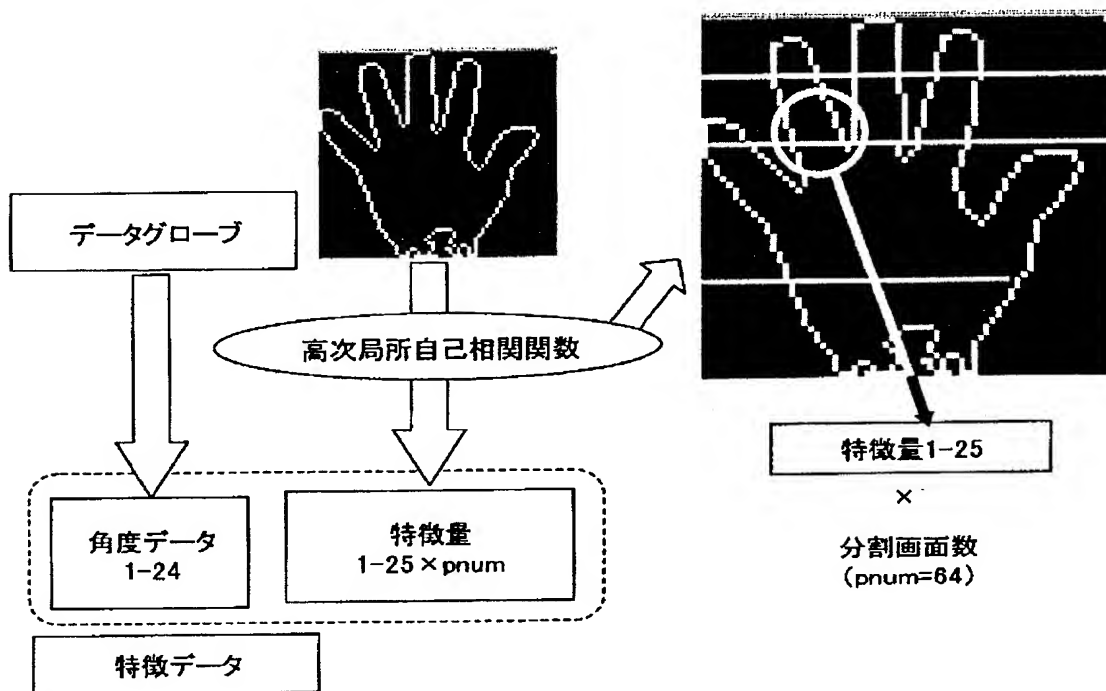 データグローブ
高次局所自己相関関数
特徴量1-25
×
分割画面数
(pnum=64)
角度データ
1-24
特徴量
1-25×pnum
特徴データ